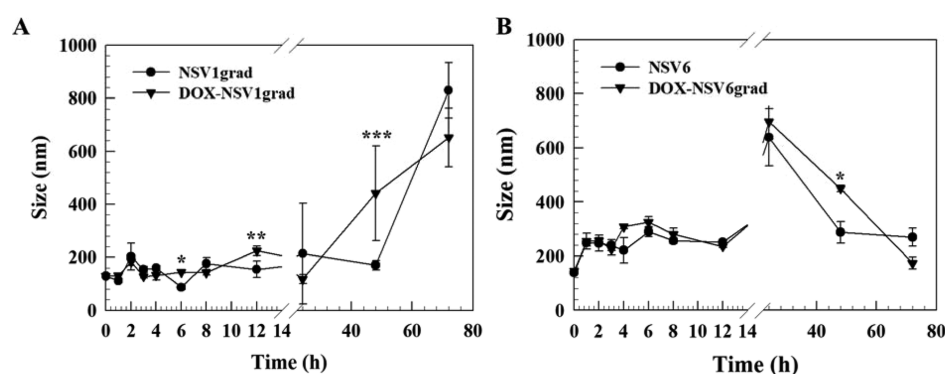 A
B
1000
800
600
400
200
0
Size (nm)
NSV1grad
DOX-NSV1grad
*
**
***
0 2 4 6 8 10 12 14 40 60 80
Time (h)
1000
800
600
400
200
0
Size (nm)
NSV6
DOX-NSV6grad
*
0 2 4 6 8 10 12 14 40 60 80
Time (h)